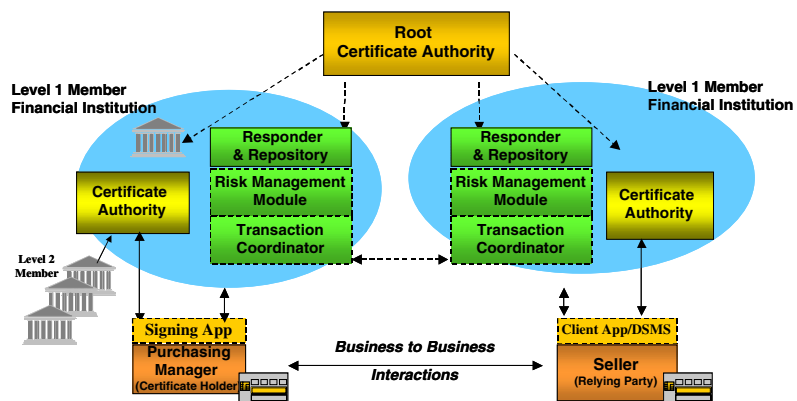 Root
Certificate Authority
Level 1 Member
Financial Institution
Level 1 Member
Financial Institution
Responder
& Repository
Risk Management
Module
Transaction
Coordinator
Certificate
Authority
Responder
& Repository
Risk Management
Module
Transaction
Coordinator
Certificate
Authority
Level 2
Member
Signing App
Purchasing
Manager
(Certificate Holder
Client App/DSMS
Seller
(Relying Party)
Business to Business
Interactions